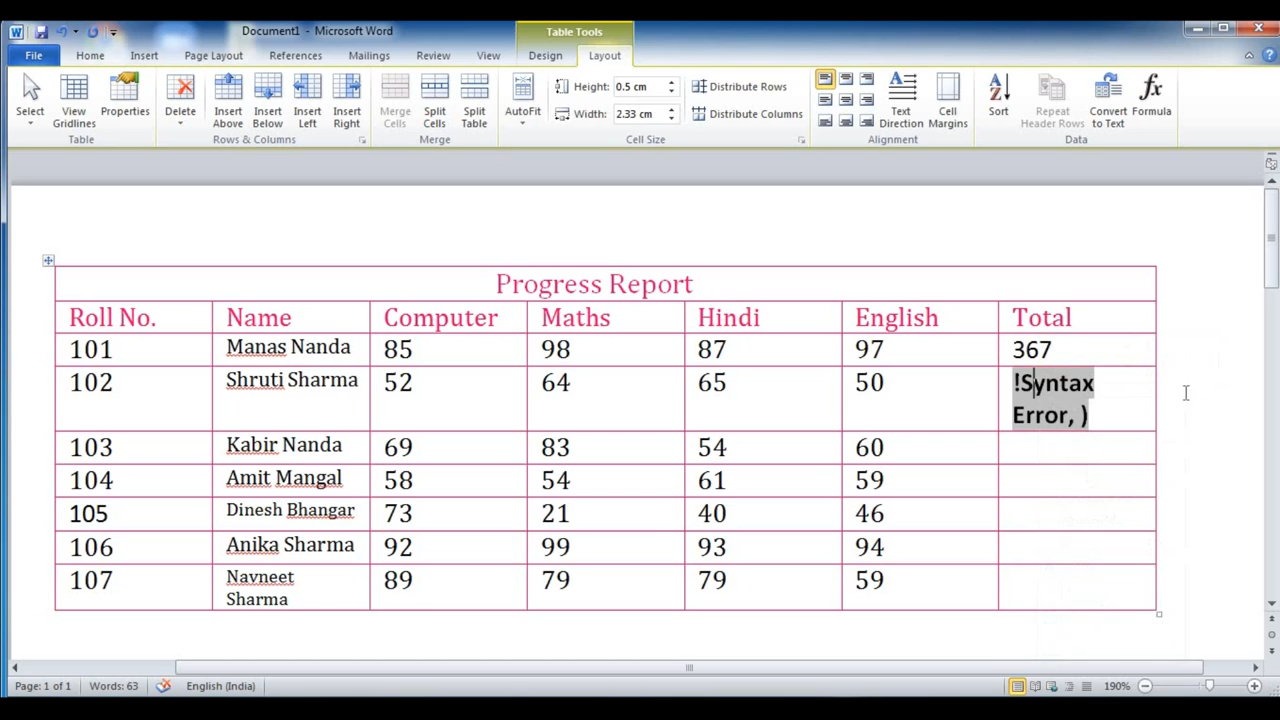 Document1 - Microsoft Word
Table Tools
File Home Insert Page Layout References Mailings Review View Design Layout
Select
View Gridlines
Properties
Delete
Insert Above
Insert Below
Insert Left
Insert Right
Merge Cells
Split Cells
Split Table
AutoFit
Height: 0.5 cm
Width: 2.33 cm
Distribute Rows
Distribute Columns
Text Direction
Cell Margins
Sort
Repeat Header Rows
Convert to Text
Formula
Table Rows & Columns Merge Cell Size Alignment Data
Progress Report
Roll No. Name Computer Maths Hindi English Total
101 Manas Nanda 85 98 87 97 367
102 Shruti Sharma 52 64 65 50 !Syntax
Error, )
103 Kabir Nanda 69 83 54 60
104 Amit Mangal 58 54 61 59
105 Dinesh Bhangar 73 21 40 46
106 Anika Sharma 92 99 93 94
107 Navneet 89 79 79 59
Sharma
Page: 1 of 1 Words: 63 English (India) 190%